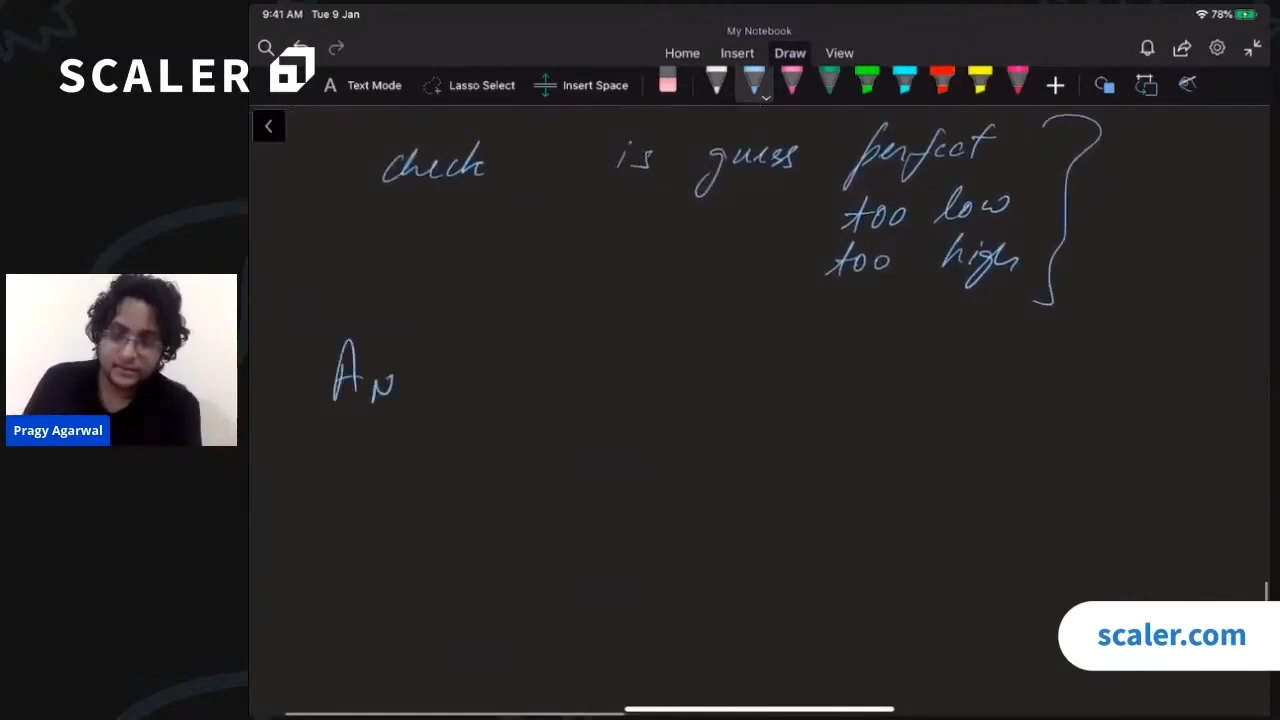 9:41 AM Tue 9 Jan
78%
My Notebook
Home Insert Draw View
SCALER
A Text Mode Lasso Select Insert Space
check is guess perfect
too low
too high
Pragy Agarwal
AN
scaler.com